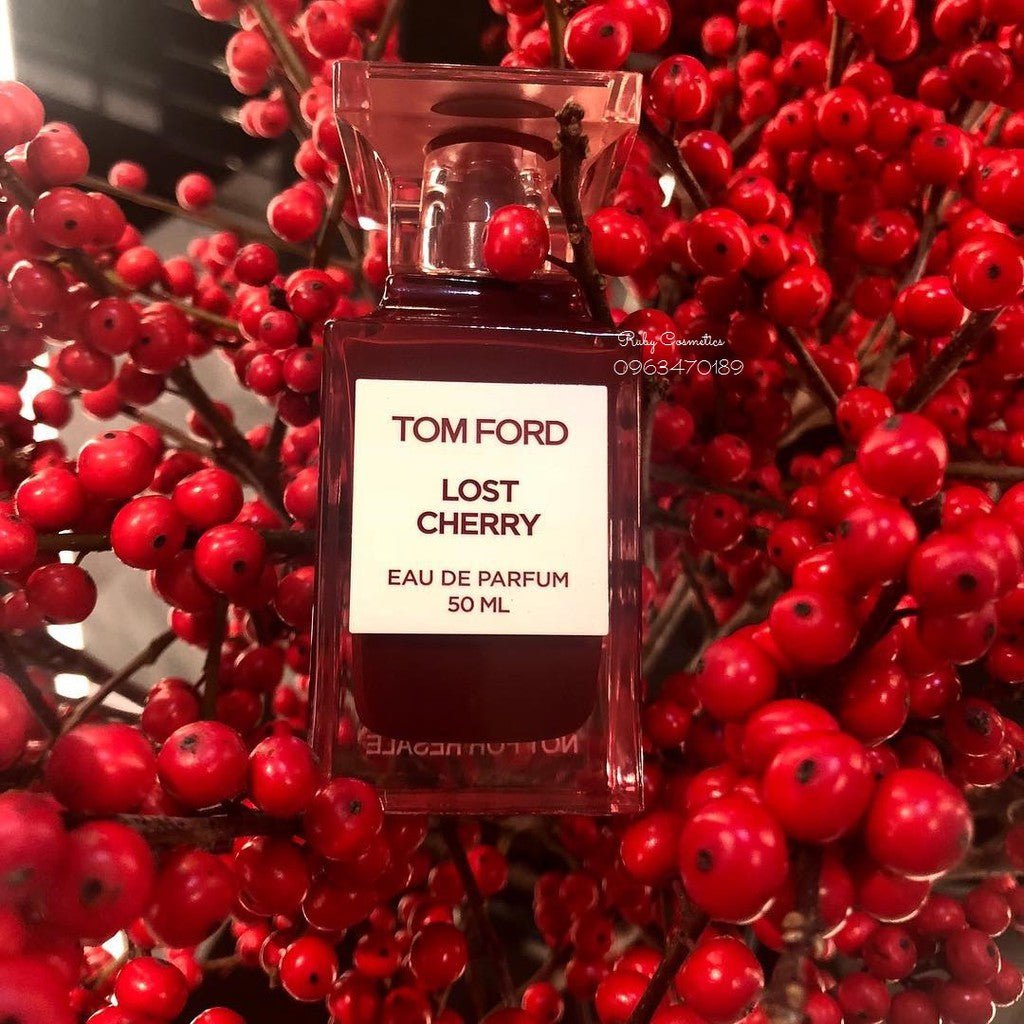 Ruby Cosmetics
0963470189
TOM FORD
LOST
CHERRY
EAU DE PARFUM
50 ML
NOT FOR RESALE